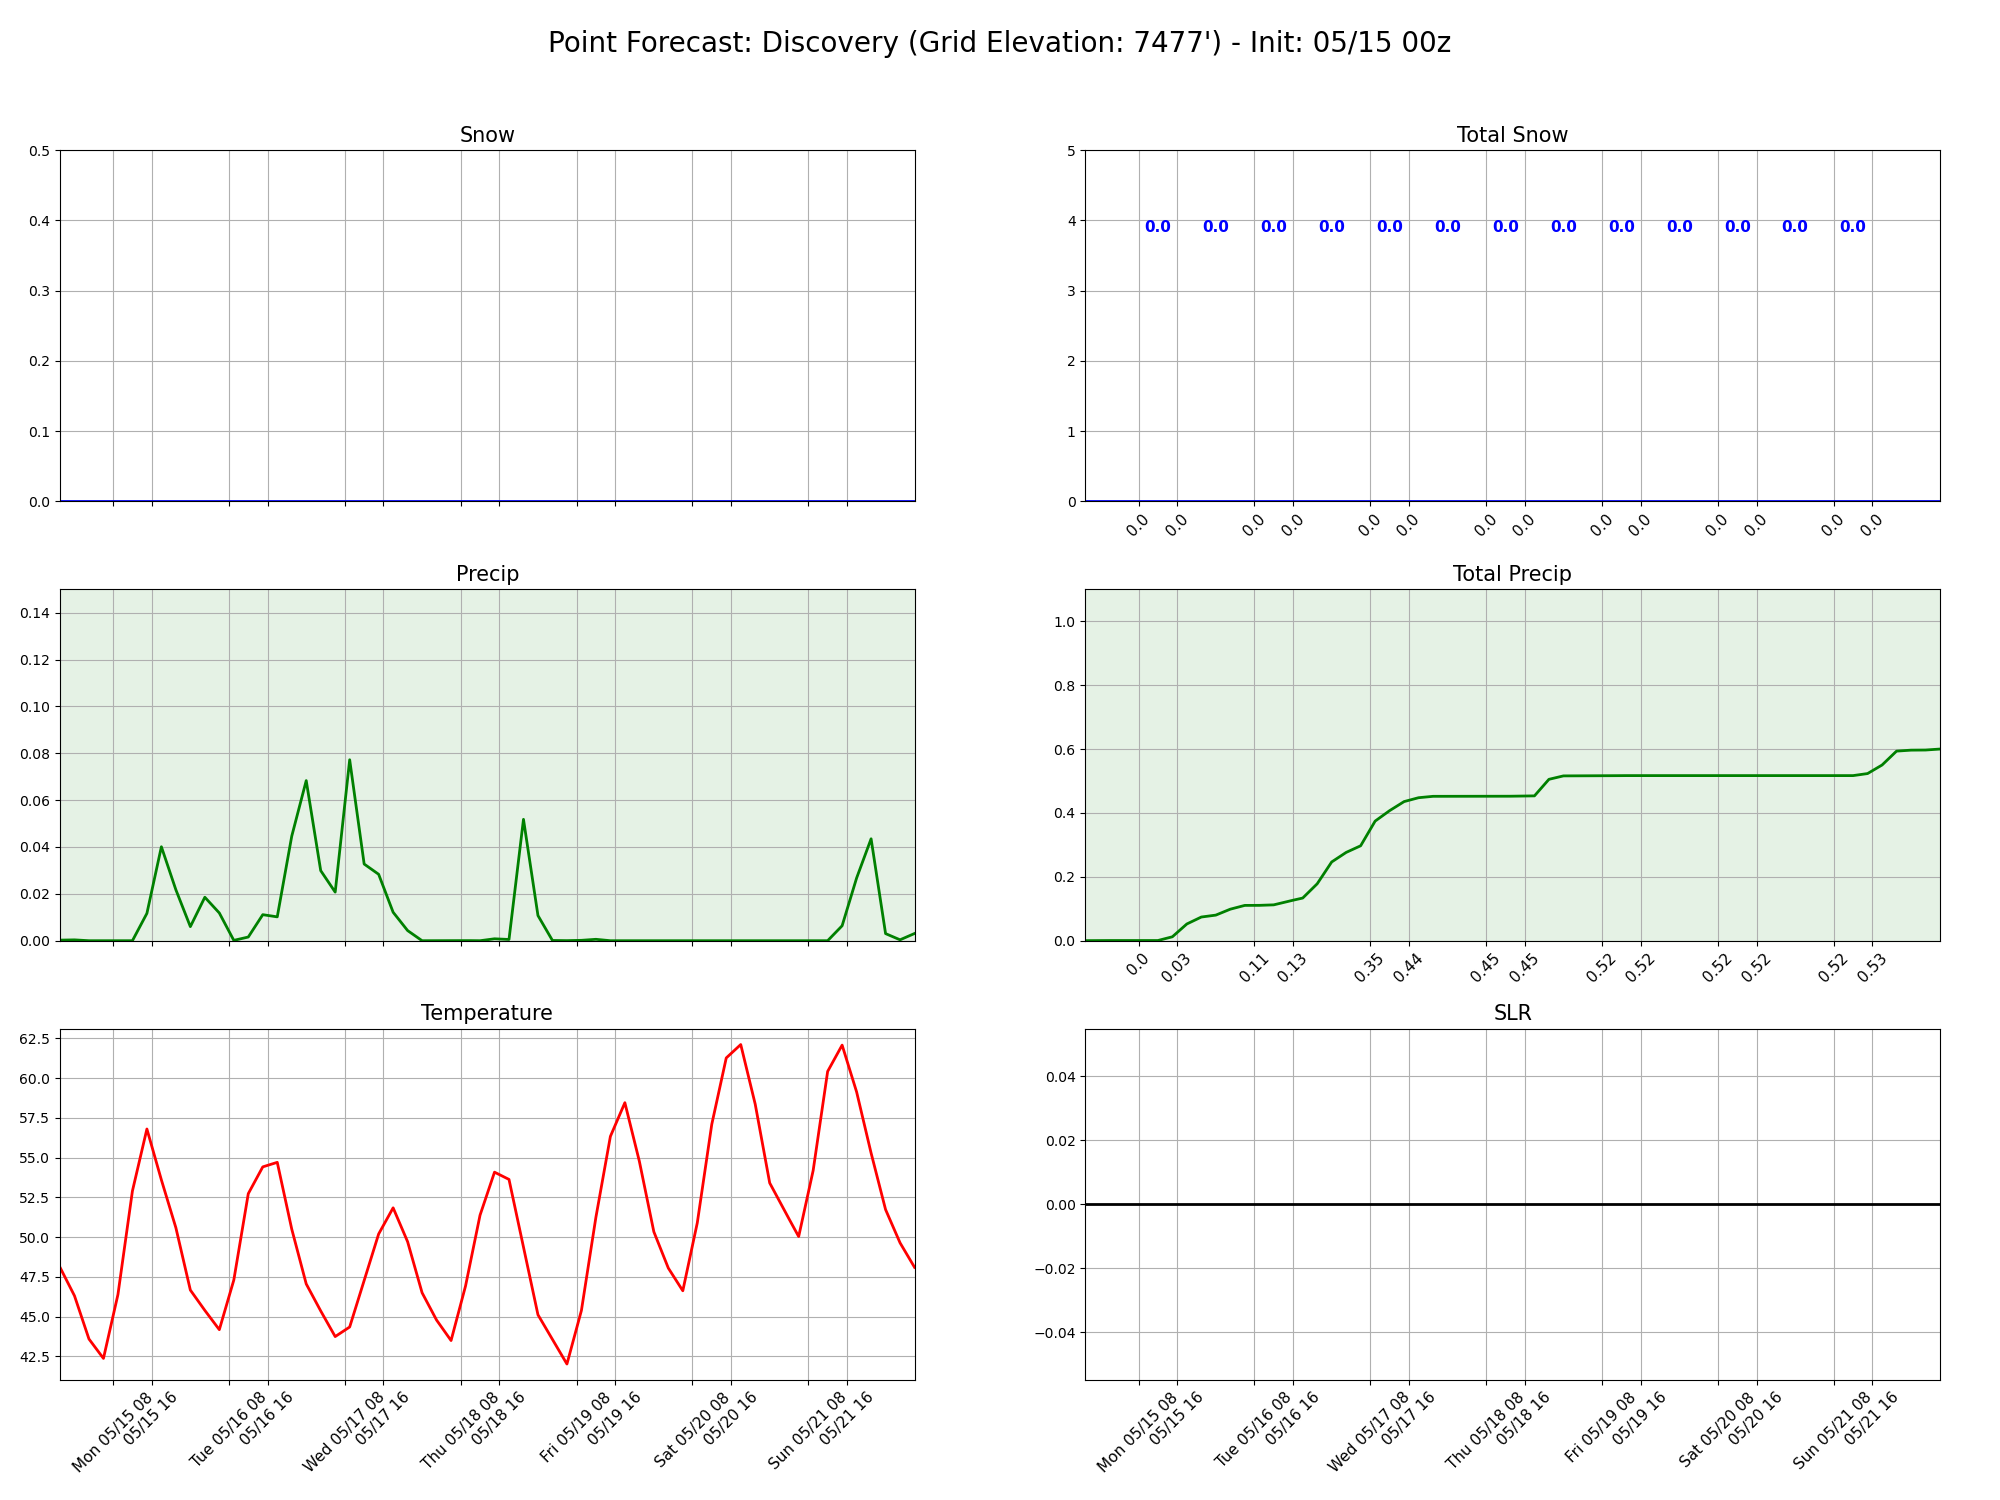 Point Forecast: Discovery (Grid Elevation: 7477') - Init: 05/15 00z
Snow
0.5
0.4
0.3
0.2
0.1
0.0
Total Snow
5
4
3
2
1
0
0.0 0.0 0.0 0.0 0.0 0.0 0.0 0.0 0.0 0.0 0.0 0.0 0.0
0.0 0.0 0.0 0.0 0.0 0.0 0.0 0.0 0.0 0.0 0.0 0.0 0.0 0.0
Precip
0.14
0.12
0.10
0.08
0.06
0.04
0.02
0.00
Total Precip
1.0
0.8
0.6
0.4
0.2
0.0
0.0 0.03 0.11 0.13 0.35 0.44 0.45 0.45 0.52 0.52 0.52 0.52 0.52 0.53
Temperature
62.5
60.0
57.5
55.0
52.5
50.0
47.5
45.0
42.5
Mon 05/15 08
05/15 16
Tue 05/16 08
05/16 16
Wed 05/17 08
05/17 16
Thu 05/18 08
05/18 16
Fri 05/19 08
05/19 16
Sat 05/20 08
05/20 16
Sun 05/21 08
05/21 16
SLR
0.04
0.02
0.00
−0.02
−0.04
Mon 05/15 08
05/15 16
Tue 05/16 08
05/16 16
Wed 05/17 08
05/17 16
Thu 05/18 08
05/18 16
Fri 05/19 08
05/19 16
Sat 05/20 08
05/20 16
Sun 05/21 08
05/21 16